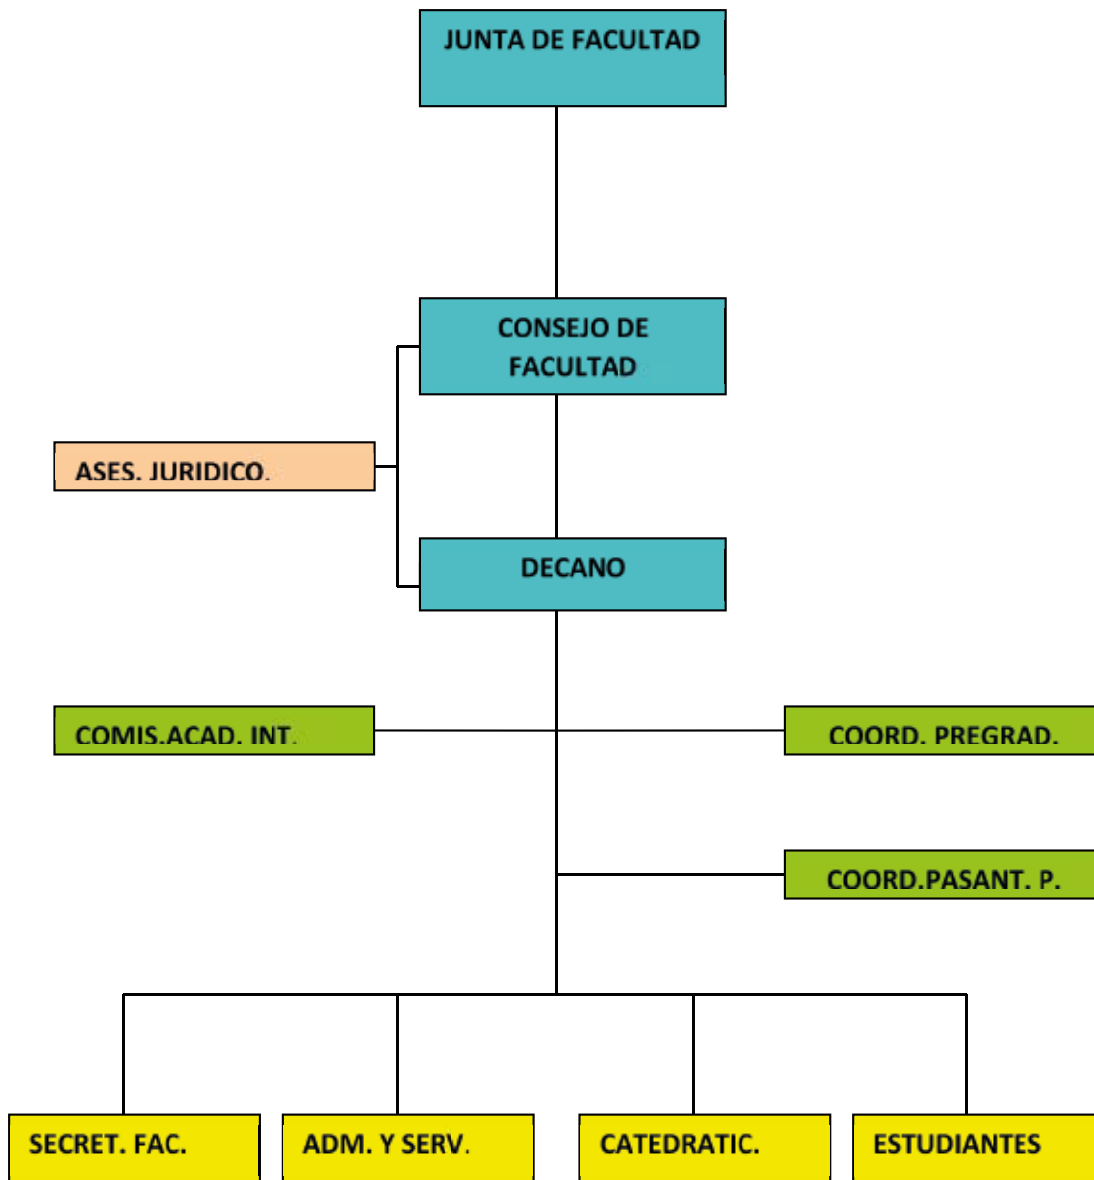 JUNTA DE FACULTAD
CONSEJO DE
FACULTAD
ASES. JURIDICO.
DECANO
COMIS.ACAD. INT.
COORD. PREGRAD.
COORD.PASANT. P.
SECRET. FAC.
ADM. Y SERV.
CATEDRATIC.
ESTUDIANTES